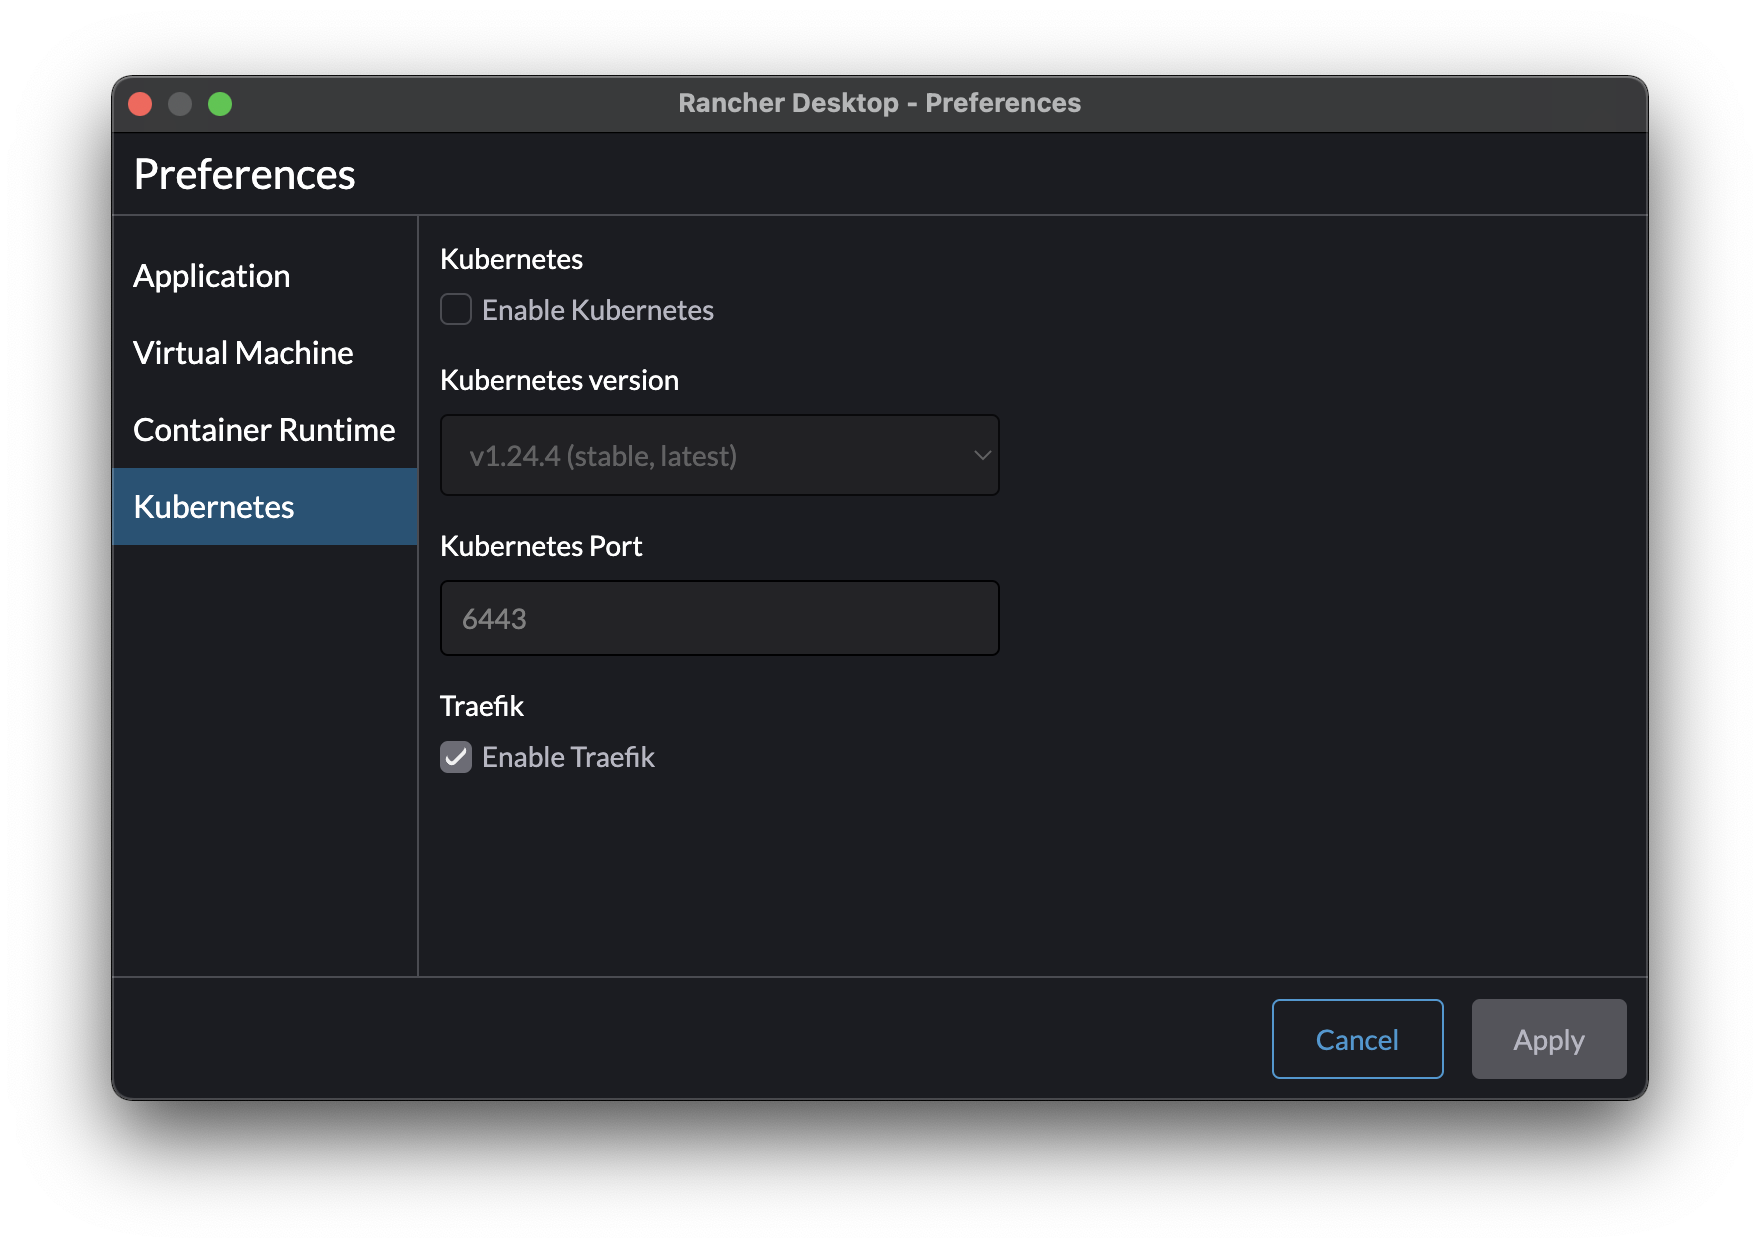 Rancher Desktop - Preferences
Preferences
Application
Virtual Machine
Container Runtime
Kubernetes
Kubernetes
Enable Kubernetes
Kubernetes version
v1.24.4 (stable, latest)
Kubernetes Port
6443
Traefik
Enable Traefik
Cancel
Apply